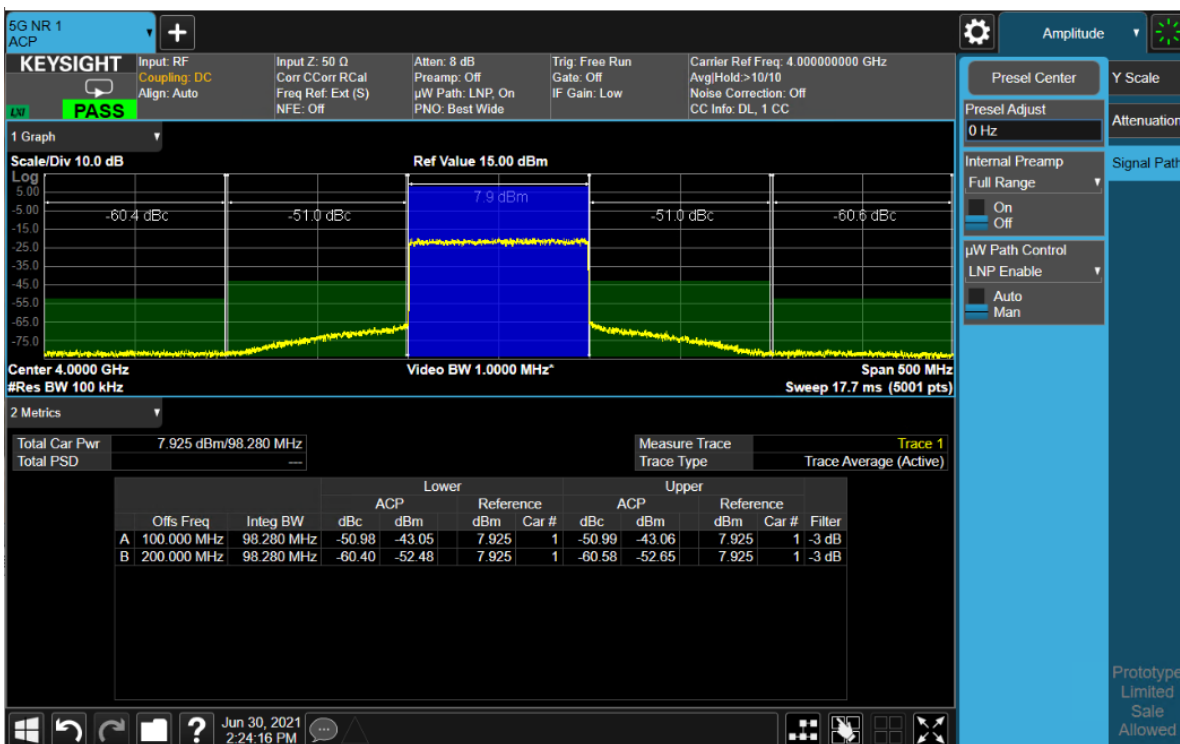 5G NR 1
ACP
+
Amplitude
KEYSIGHT
LXI
PASS
Input: RF
Coupling: DC
Align: Auto
Input Z: 50 Ω
Corr CCorr RCal
Freq Ref: Ext (S)
NFE: Off
Atten: 8 dB
Preamp: Off
µW Path: LNP, On
PNO: Best Wide
Trig: Free Run
Gate: Off
IF Gain: Low
Carrier Ref Freq: 4.000000000 GHz
Avg|Hold:>10/10
Noise Correction: Off
CC Info: DL, 1 CC
1 Graph
Scale/Div 10.0 dB
Ref Value 15.00 dBm
Log
5.00
-5.00
-15.0
-25.0
-35.0
-45.0
-55.0
-65.0
-75.0
-60.4 dBc
-51.0 dBc
7.9 dBm
-51.0 dBc
-60.6 dBc
Center 4.0000 GHz
#Res BW 100 kHz
Video BW 1.0000 MHz*
Span 500 MHz
Sweep 17.7 ms (5001 pts)
2 Metrics
Total Car Pwr 7.925 dBm/98.280 MHz
Total PSD ---
Measure Trace Trace 1
Trace Type Trace Average (Active)
Lower Upper
ACP Reference ACP Reference
Offs Freq Integ BW dBc dBm dBm Car # dBc dBm dBm Car # Filter
A 100.000 MHz 98.280 MHz -50.98 -43.05 7.925 1 -50.99 -43.06 7.925 1 -3 dB
B 200.000 MHz 98.280 MHz -60.40 -52.48 7.925 1 -60.58 -52.65 7.925 1 -3 dB
?
Jun 30, 2021
2:24:16 PM
Presel Center
Presel Adjust
0 Hz
Internal Preamp
Full Range
On
Off
µW Path Control
LNP Enable
Auto
Man
Y Scale
Attenuation
Signal Path
Prototype
Limited
Sale
Allowed